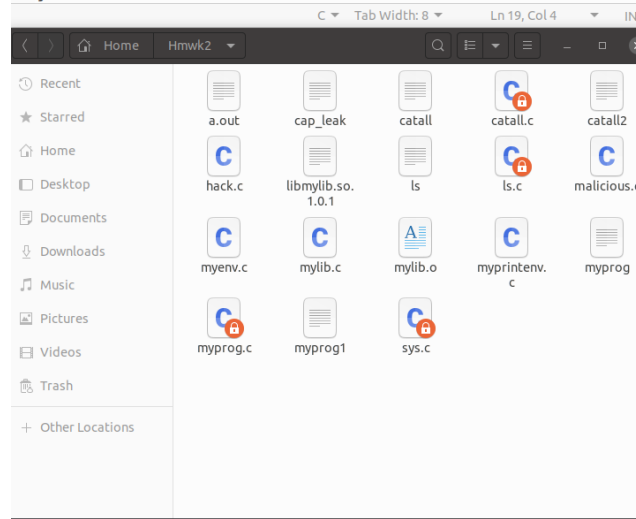 C Tab Width: 8 Ln 19, Col 4 IN
Home Hmwk2
Recent
Starred
Home
Desktop
Documents
Downloads
Music
Pictures
Videos
Trash
+ Other Locations
a.out cap_leak catall catall.c catall2
hack.c libmylib.so.1.0.1 ls ls.c malicious.c
myenv.c mylib.c mylib.o myprintenv.c myprog
myprog.c myprog1 sys.c